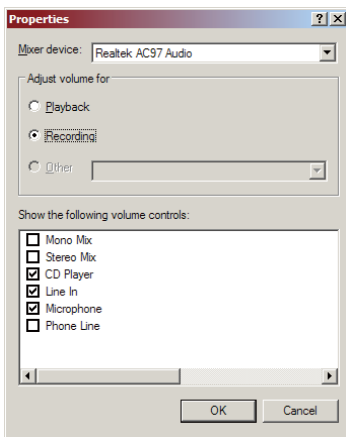 Properties
Mixer device: Realtek AC97 Audio
Adjust volume for
Playback
Recording
Other
Show the following volume controls:
Mono Mix
Stereo Mix
CD Player
Line In
Microphone
Phone Line
OK Cancel